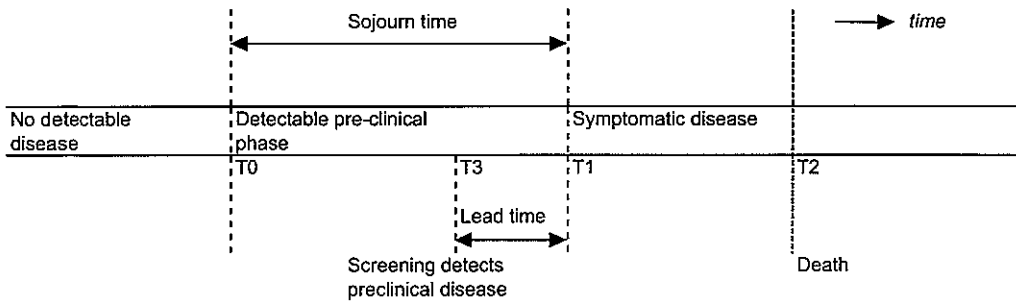 Sojourn time
time
No detectable
disease
Detectable pre-clinical
phase
Symptomatic disease
T0
T3
T1
T2
Lead time
Screening detects
preclinical disease
Death